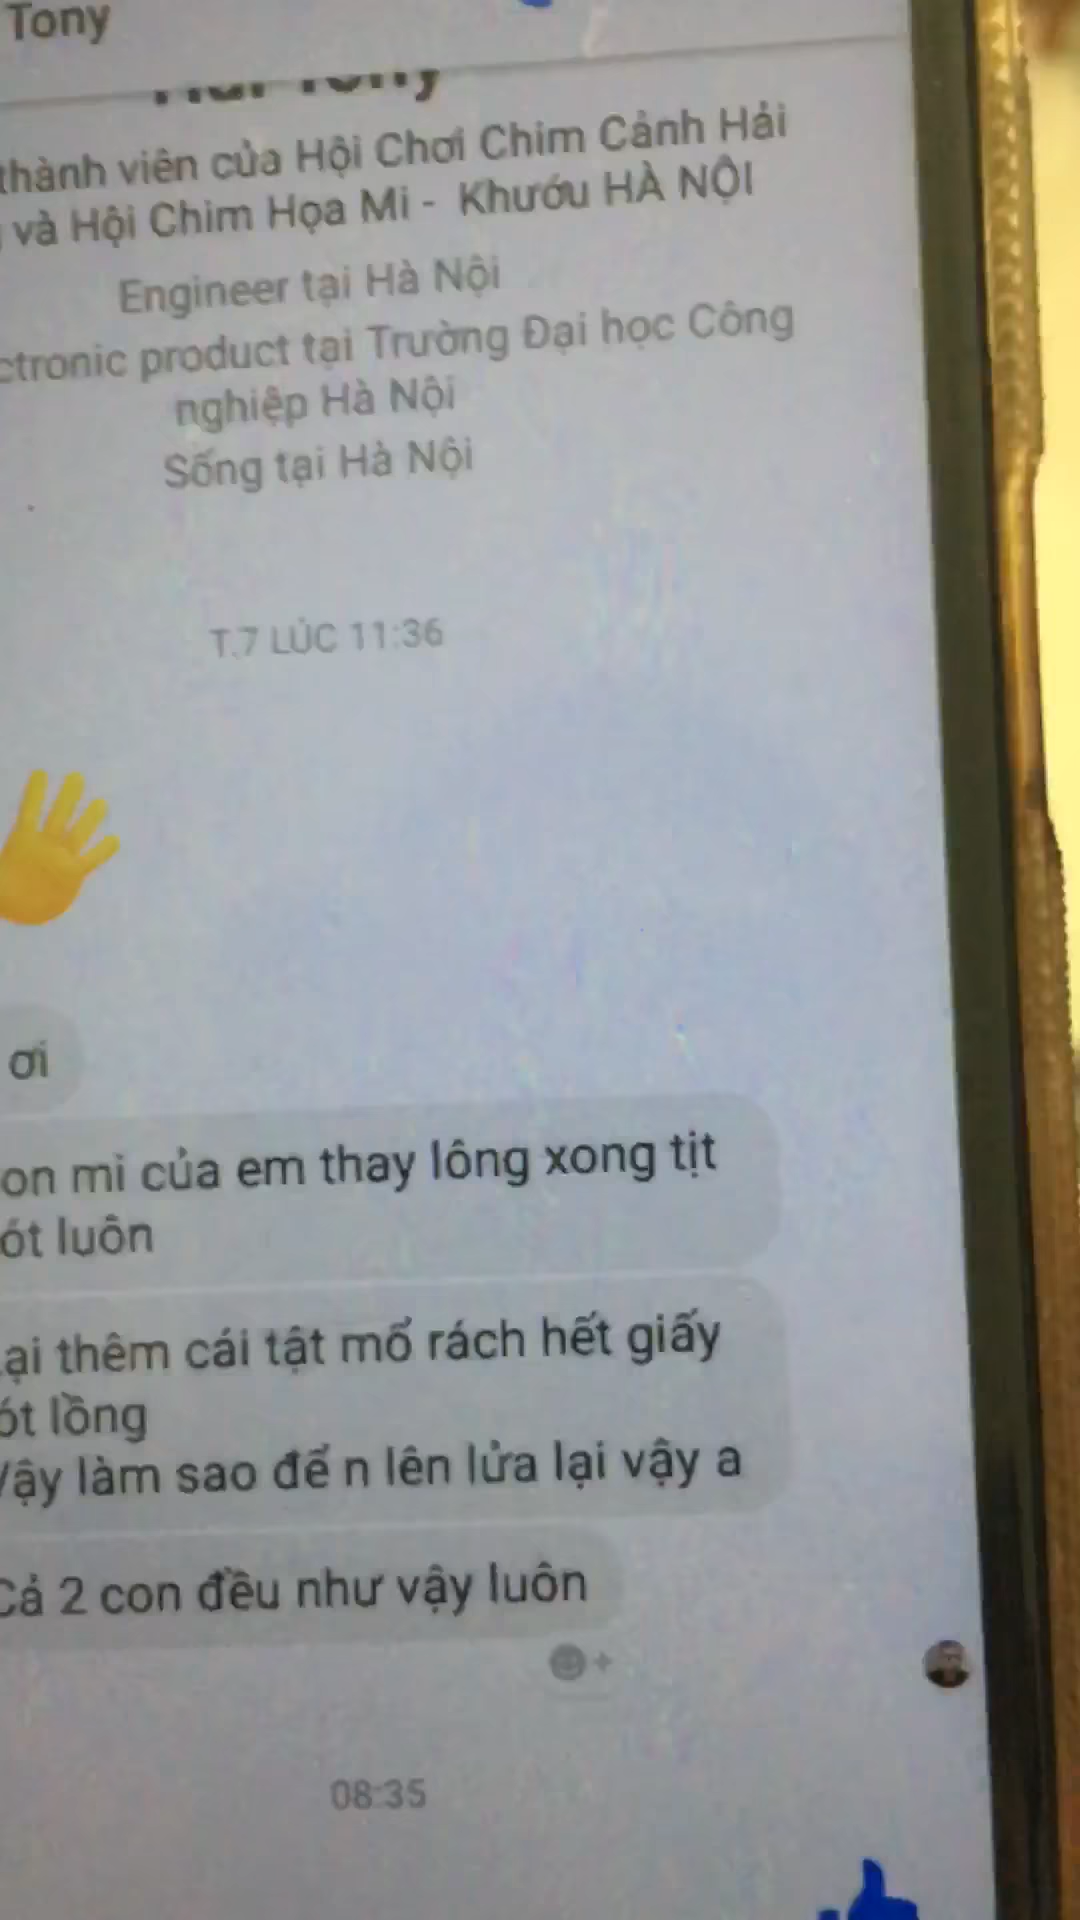 Tony
Tony
thành viên của Hội Chơi Chim Cảnh Hải
và Hội Chim Họa Mi - Khướu HÀ NỘI
Engineer tại Hà Nội
ctronic product tại Trường Đại học Công
nghiệp Hà Nội
Sống tại Hà Nội
T.7 LÚC 11:36
ơi
on mi của em thay lông xong tịt
ót luôn
ại thêm cái tật mổ rách hết giấy
ót lồng
Vậy làm sao để n lên lửa lại vậy a
Cả 2 con đều như vậy luôn
08:35